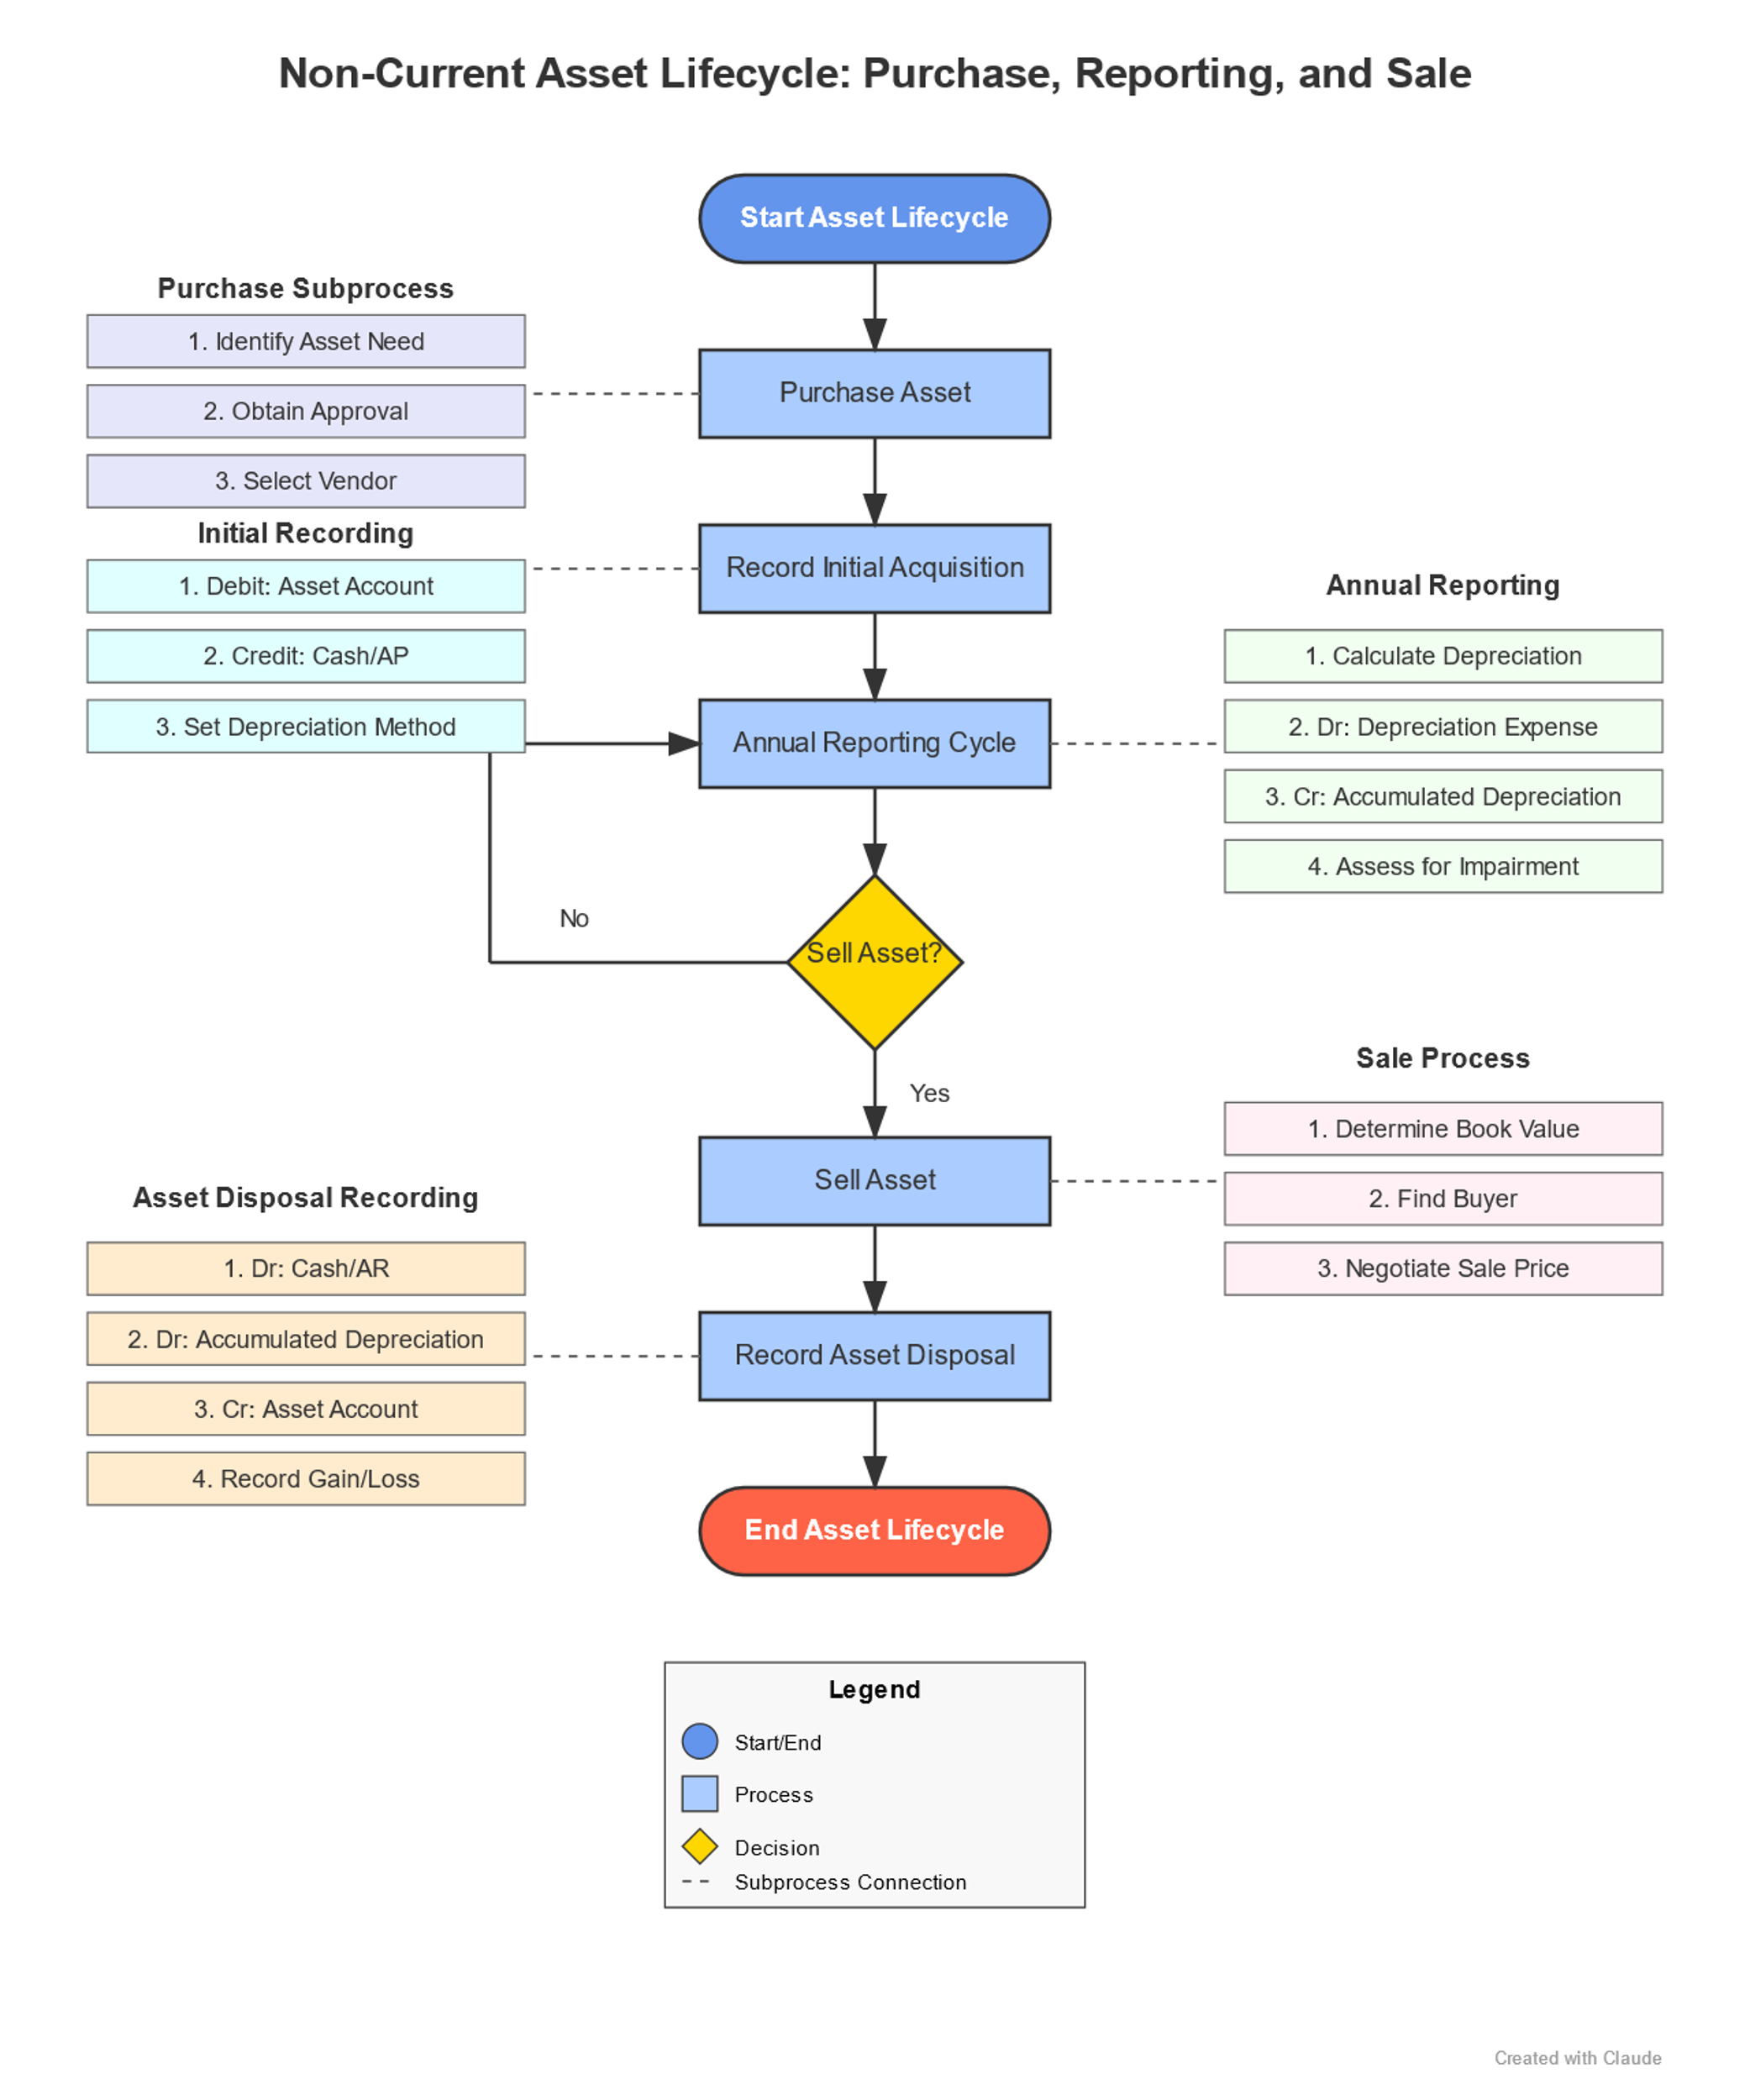 Non-Current Asset Lifecycle: Purchase, Reporting, and Sale
Start Asset Lifecycle
Purchase Subprocess
1. Identify Asset Need
2. Obtain Approval
3. Select Vendor
Purchase Asset
Initial Recording
1. Debit: Asset Account
2. Credit: Cash/AP
3. Set Depreciation Method
Record Initial Acquisition
Annual Reporting Cycle
Annual Reporting
1. Calculate Depreciation
2. Dr: Depreciation Expense
3. Cr: Accumulated Depreciation
4. Assess for Impairment
No
Sell Asset?
Yes
Sell Asset
Sale Process
1. Determine Book Value
2. Find Buyer
3. Negotiate Sale Price
Asset Disposal Recording
1. Dr: Cash/AR
2. Dr: Accumulated Depreciation
3. Cr: Asset Account
4. Record Gain/Loss
Record Asset Disposal
End Asset Lifecycle
Legend
Start/End
Process
Decision
Subprocess Connection
Created with Claude